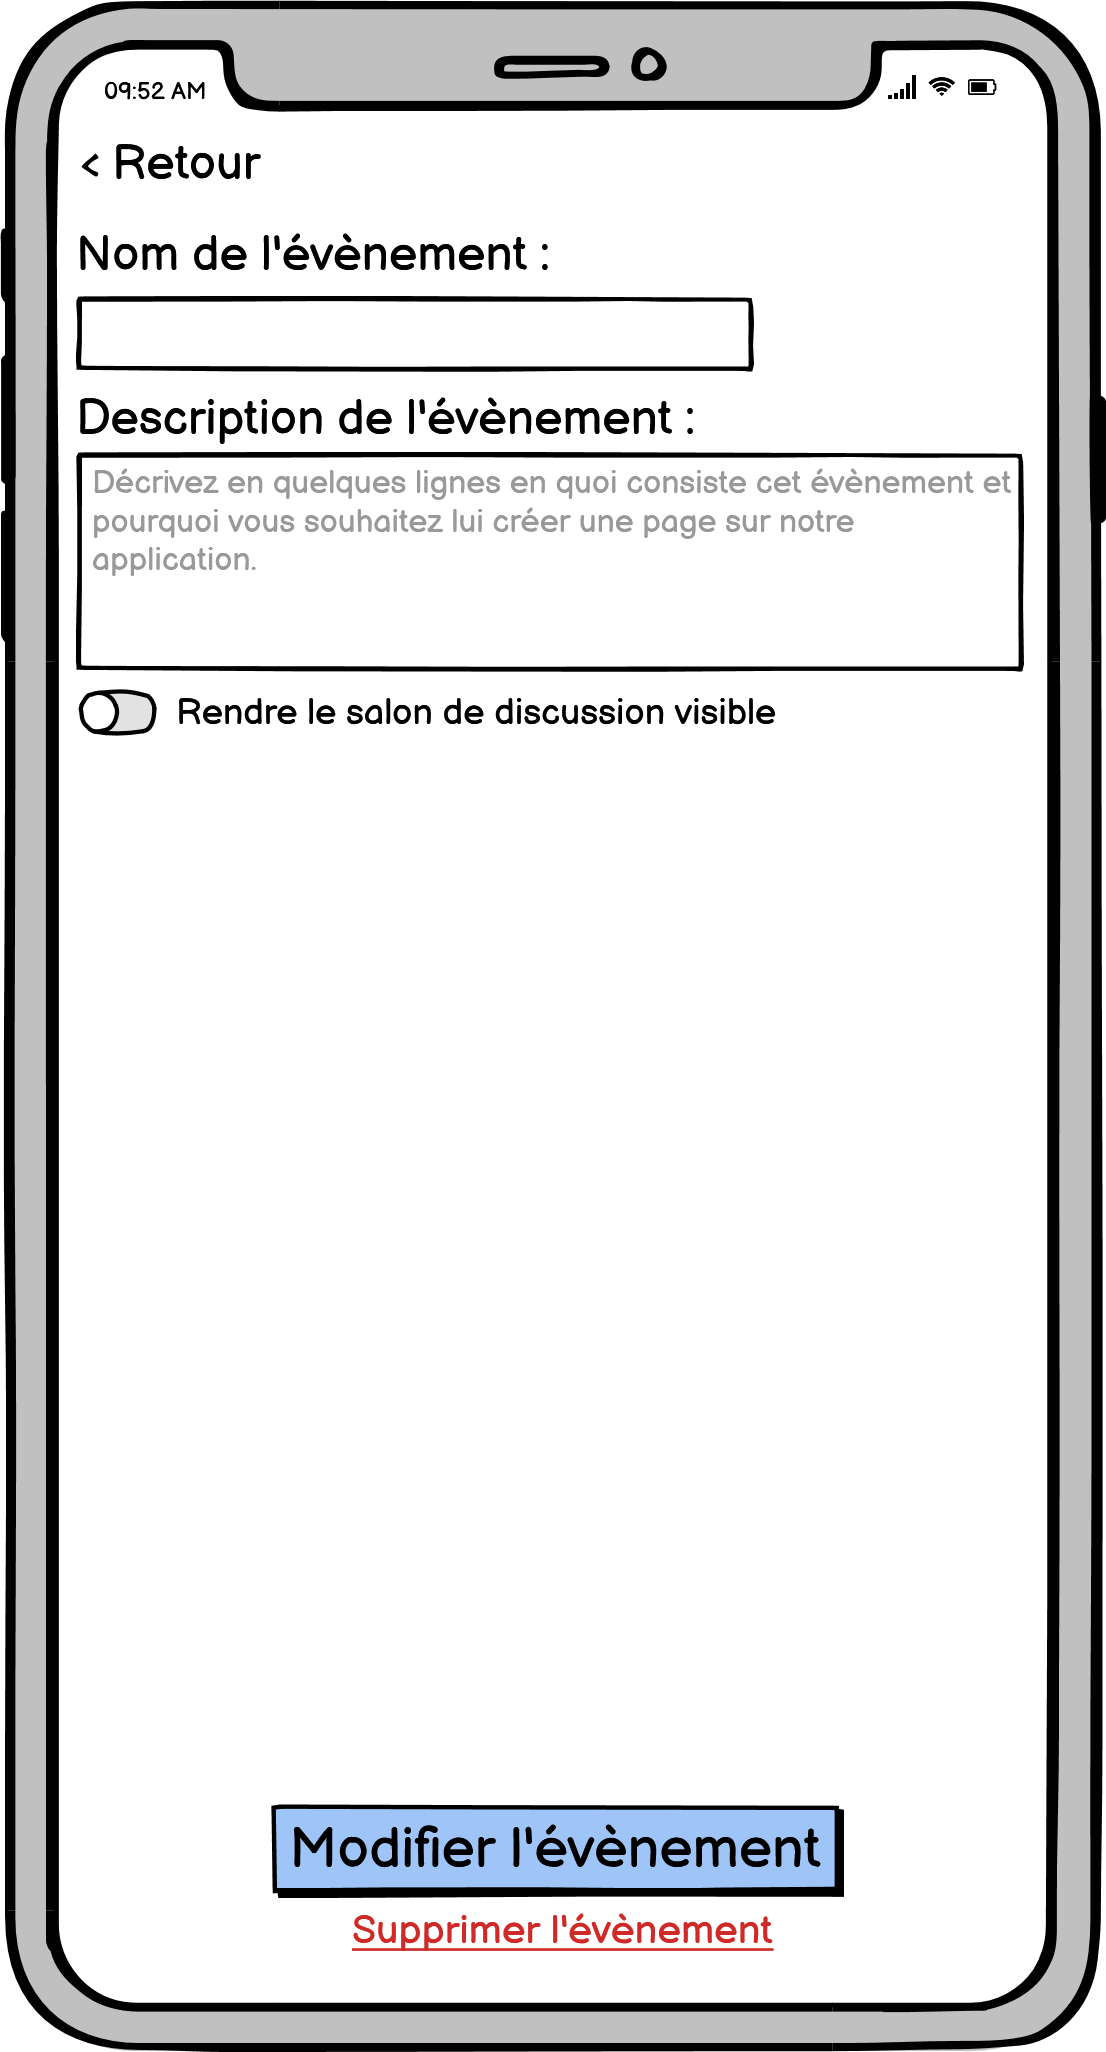 09:52 AM
< Retour
Nom de l'évènement :
Description de l'évènement :
Décrivez en quelques lignes en quoi consiste cet évènement et
pourquoi vous souhaitez lui créer une page sur notre
application.
Rendre le salon de discussion visible
Modifier l'évènement
Supprimer l'évènement